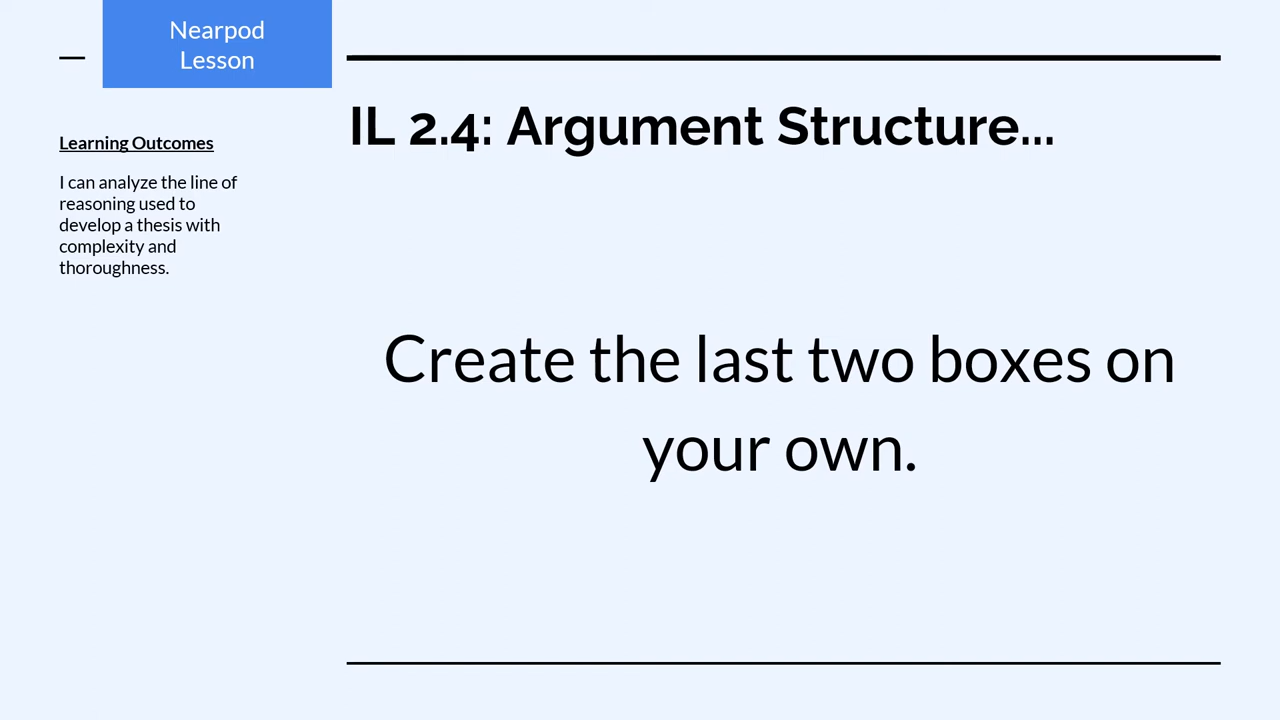 Nearpod
Lesson
Learning Outcomes
I can analyze the line of
reasoning used to
develop a thesis with
complexity and
thoroughness.
IL 2.4: Argument Structure...
Create the last two boxes on
your own.